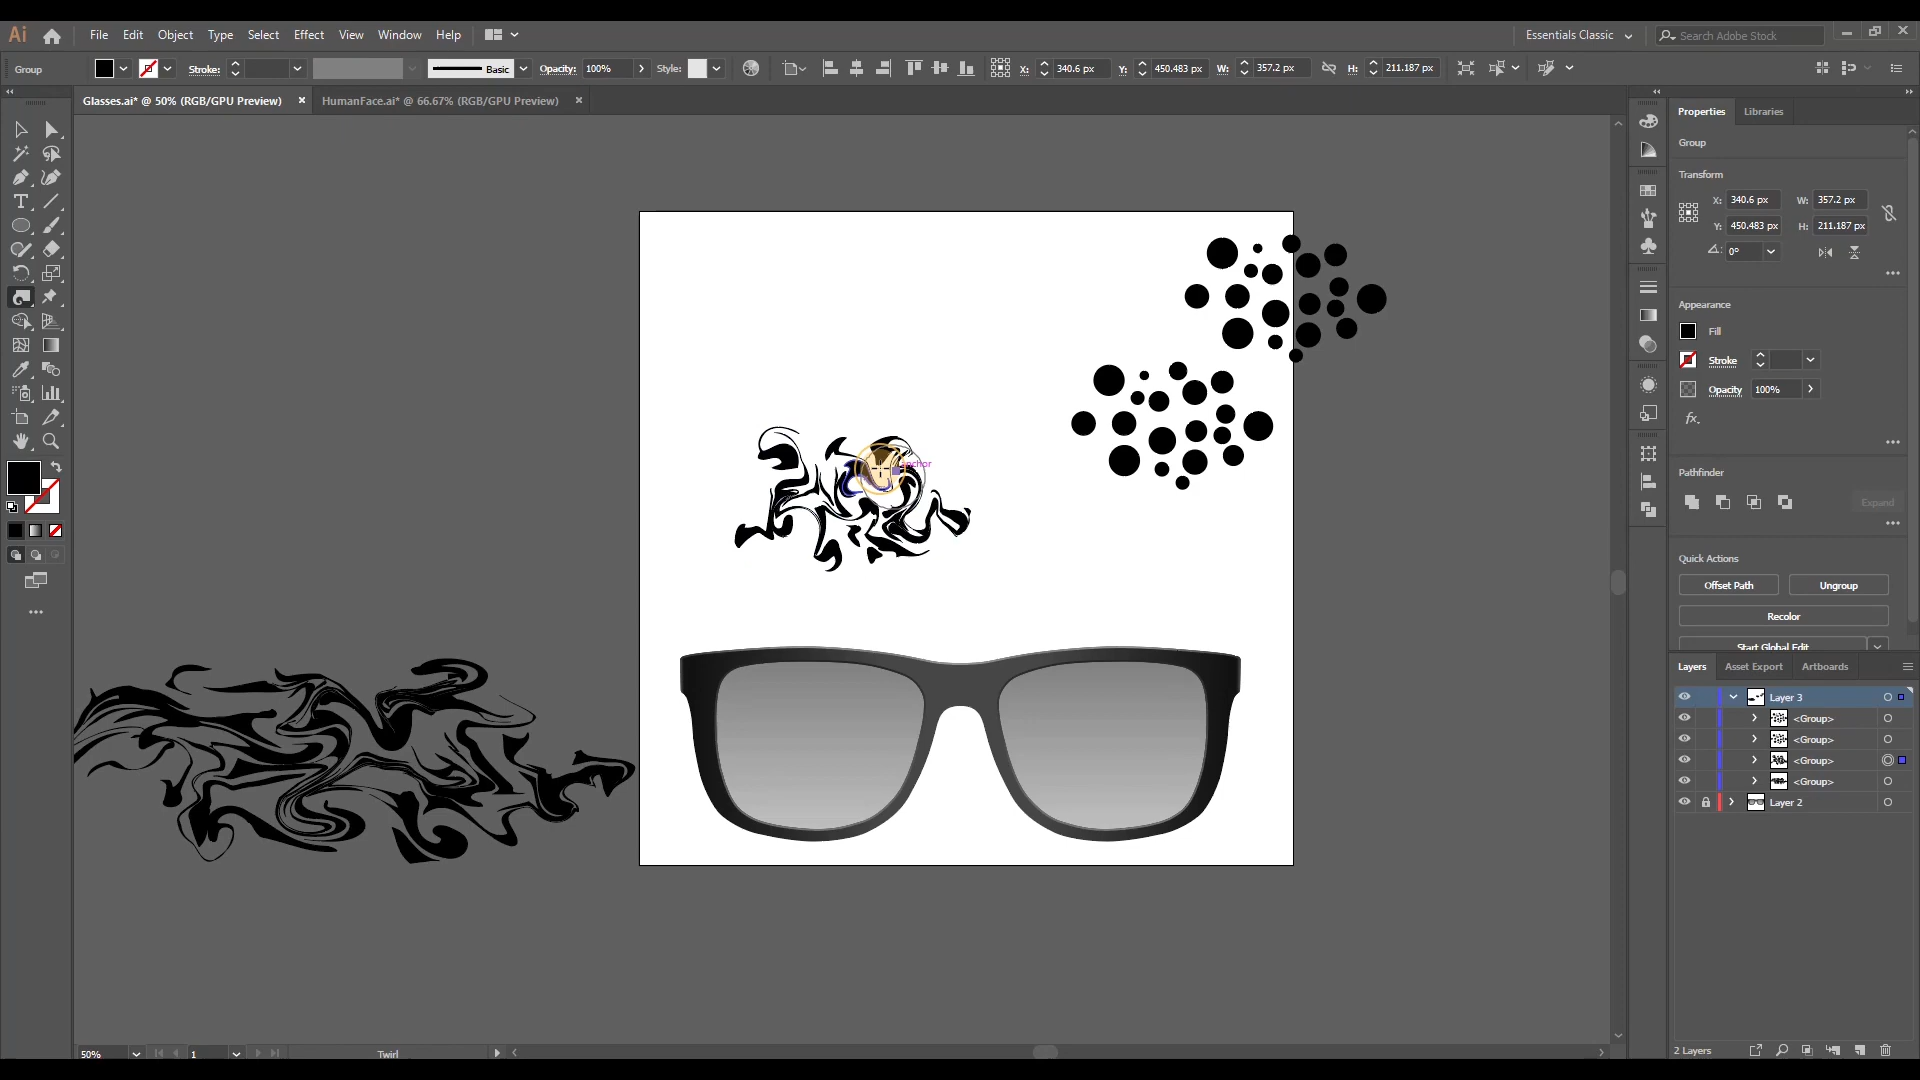 Ai File Edit Object Type Select Effect View Window Help Essentials Classic Search Adobe Stock
Group Stroke: Basic Opacity: 100% Style: X: 340.6 px Y: 450.483 px W: 357.2 px H: 211.187 px
Glasses.ai* @ 50% (RGB/GPU Preview) × HumanFace.ai* @ 66.67% (RGB/GPU Preview) ×
Properties Libraries
Group
Transform
X: 340.6 px W: 357.2 px
Y: 450.483 px H: 211.187 px
0°
Appearance
Fill
Stroke
Opacity 100%
fx.
Pathfinder
Expand
Quick Actions
Offset Path Ungroup
Recolor
Start Global Edit
Layers Asset Export Artboards
Layer 3
<Group>
<Group>
<Group>
<Group>
Layer 2
anchor
50% 1 Twirl
2 Layers